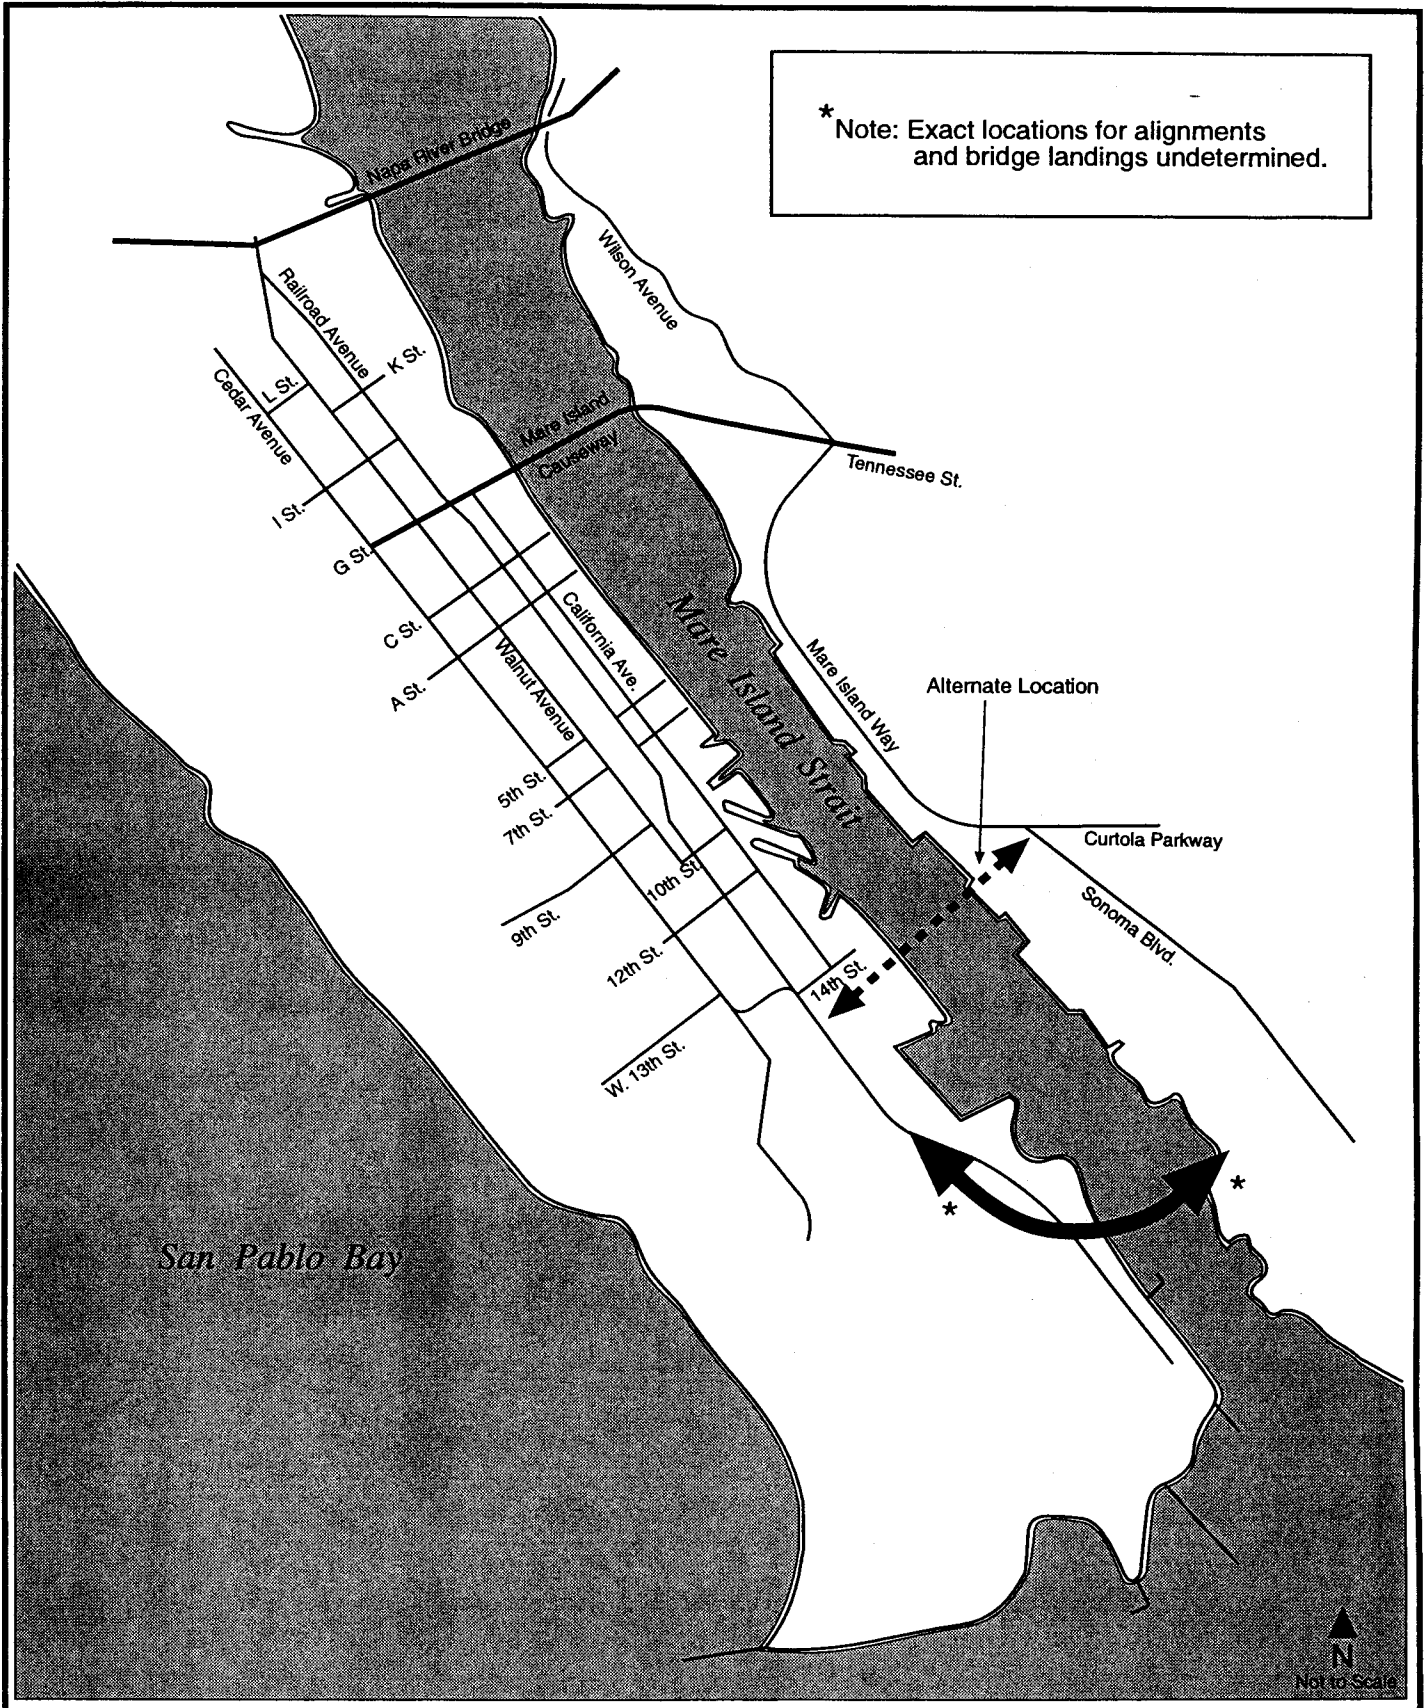 *Note: Exact locations for alignments
and bridge landings undetermined.
Napa River Bridge
Wilson Avenue
Railroad Avenue
K St.
L St.
Cedar Avenue
Mare Island
Causeway
Tennessee St.
I St.
G St.
C St.
A St.
California Ave.
Walnut Avenue
Mare Island Strait
Mare Island Way
Alternate Location
5th St.
7th St.
Curtola Parkway
10th St.
9th St.
Sonoma Blvd.
12th St.
14th St.
W. 13th St.
*
*
San Pablo Bay
N
Not to Scale